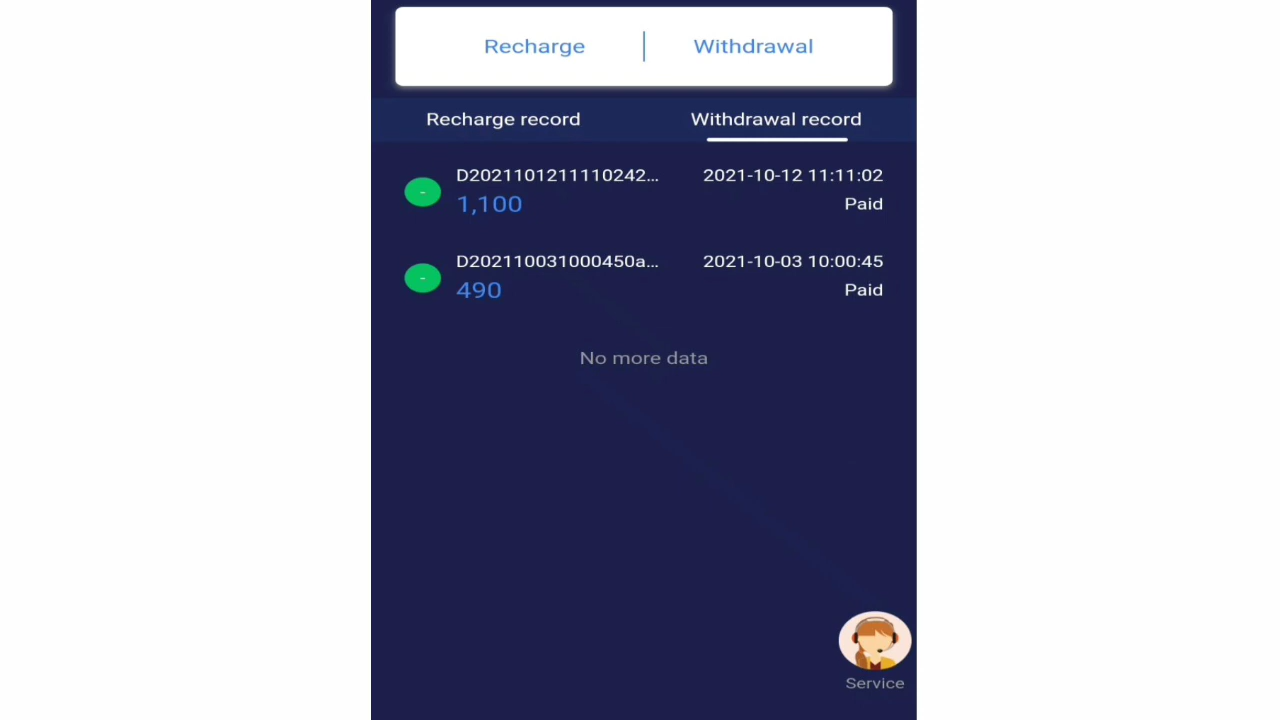 Recharge | Withdrawal
Recharge record Withdrawal record
D2021101211110242... 2021-10-12 11:11:02
- 1,100 Paid
D202110031000450a... 2021-10-03 10:00:45
- 490 Paid
No more data
Service